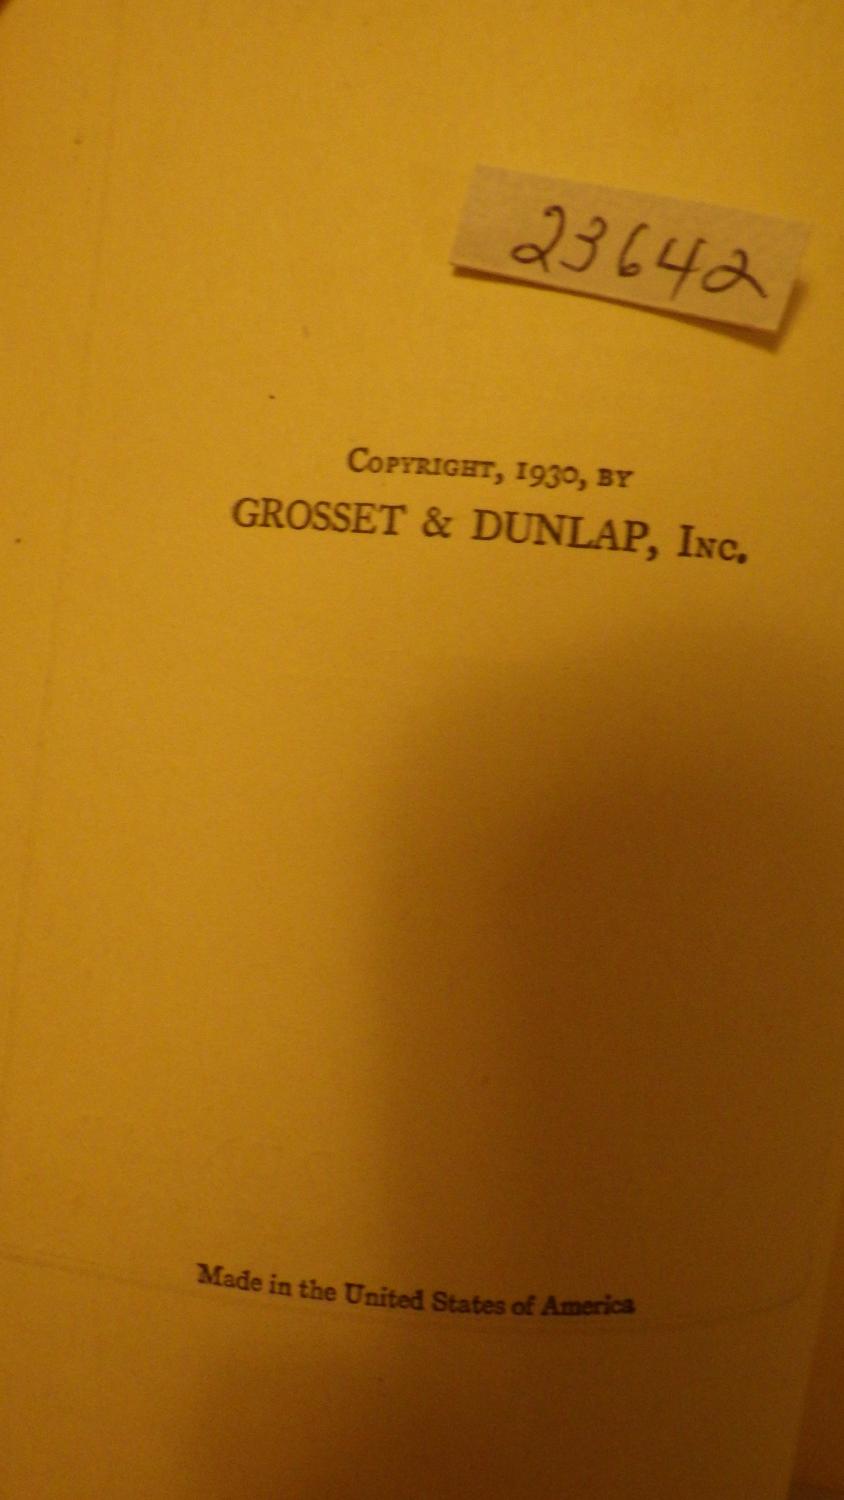 23642
Copyright, 1930, by
GROSSET & DUNLAP, Inc.
Made in the United States of America